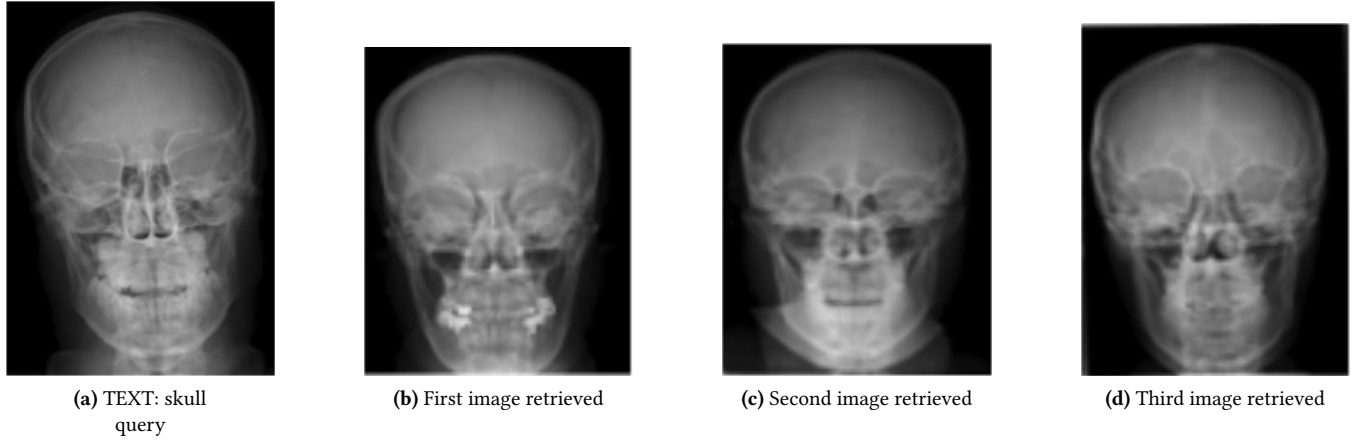 (a) TEXT: skull
query
(b) First image retrieved
(c) Second image retrieved
(d) Third image retrieved